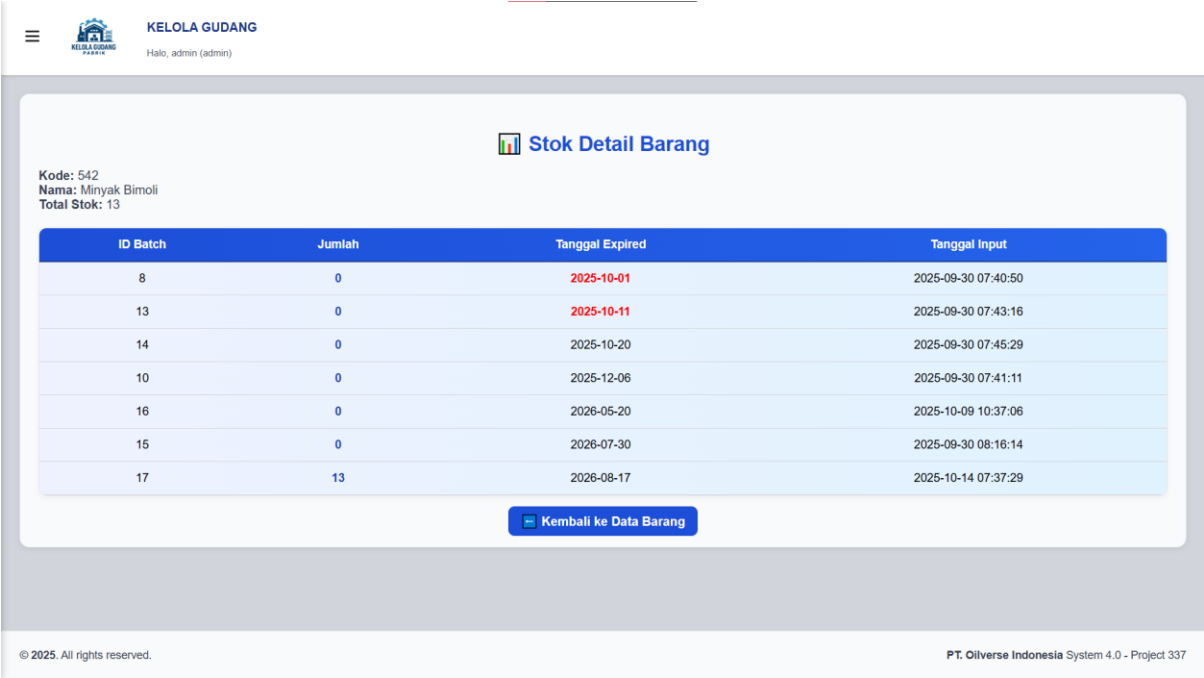 KELOLA GUDANG
KELOLA GUDANG
PABRIK
Halo, admin (admin)
Stok Detail Barang
Kode: 542
Nama: Minyak Bimoli
Total Stok: 13
ID Batch Jumlah Tanggal Expired Tanggal Input
8 0 2025-10-01 2025-09-30 07:40:50
13 0 2025-10-11 2025-09-30 07:43:16
14 0 2025-10-20 2025-09-30 07:45:29
10 0 2025-12-06 2025-09-30 07:41:11
16 0 2026-05-20 2025-10-09 10:37:06
15 0 2026-07-30 2025-09-30 08:16:14
17 13 2026-08-17 2025-10-14 07:37:29
Kembali ke Data Barang
© 2025. All rights reserved. PT. Oilverse Indonesia System 4.0 - Project 337